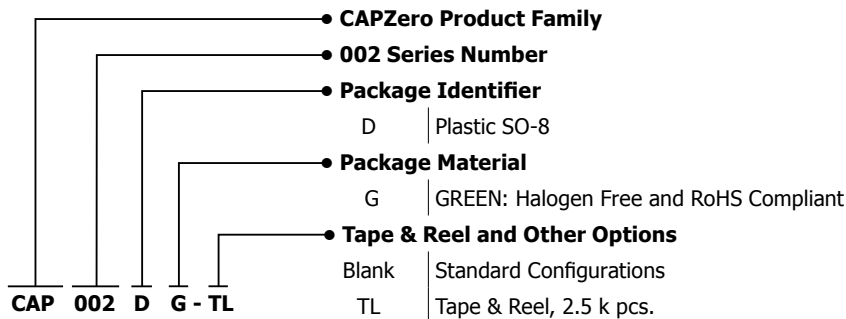 CAPZero Product Family
002 Series Number
Package Identifier
D Plastic SO-8
Package Material
G GREEN: Halogen Free and RoHS Compliant
Tape & Reel and Other Options
Blank Standard Configurations
TL Tape & Reel, 2.5 k pcs.
CAP 002 D G - TL